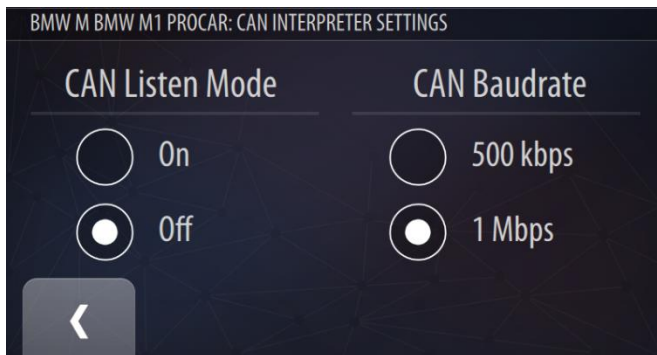 BMW M BMW M1 PROCAR: CAN INTERPRETER SETTINGS
CAN Listen Mode
On
Off
CAN Baudrate
500 kbps
1 Mbps